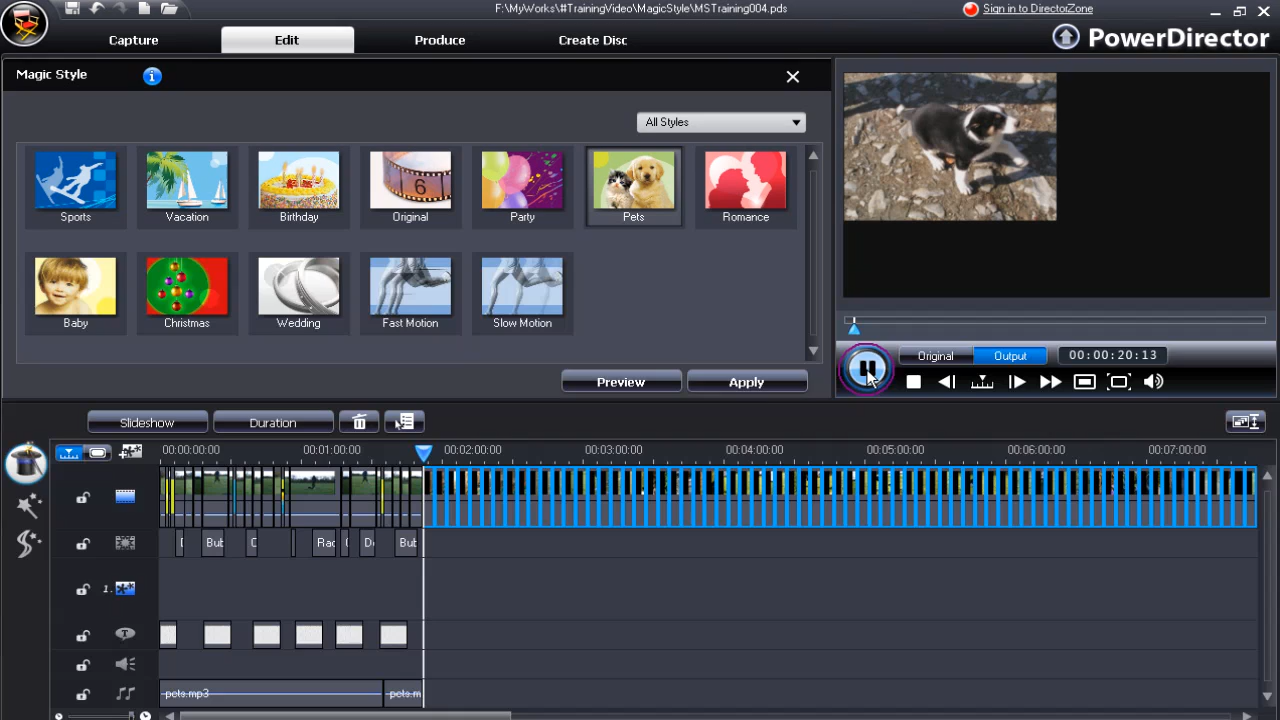 F:\MyWorks\#TrainingVideo\MagicStyle\MSTraining004.pds
Sign in to DirectorZone
Capture
Edit
Produce
Create Disc
PowerDirector
Magic Style
All Styles
Sports
Vacation
Birthday
6
Original
Party
Pets
Romance
Baby
Christmas
Wedding
Fast Motion
Slow Motion
Preview
Apply
Original
Output
00:00:20:13
Slideshow
Duration
00:00:00:00
00:01:00:00
00:02:00:00
00:03:00:00
00:04:00:00
00:05:00:00
00:06:00:00
00:07:00:00
Bub
Rad
Bub
1.
T
pets.mp3
pets.m